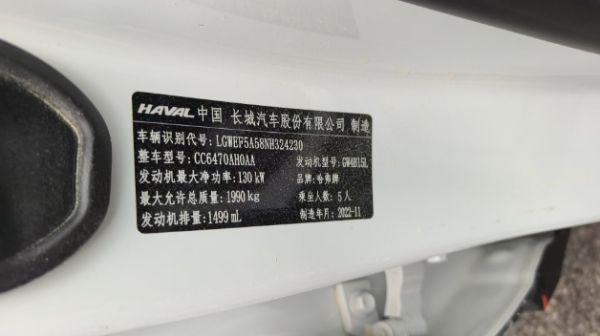 HAVAL 中国 长城汽车股份有限公司 制造
车辆识别代号: LGWEF5A58NH324230
整车型号: CC6470AH0AA 发动机型号: GW4B15L
发动机最大净功率: 130 kW 品牌: 哈弗牌
最大允许总质量: 1990 kg 乘坐人数: 5 人
发动机排量: 1499 mL 制造年月: 2022-11